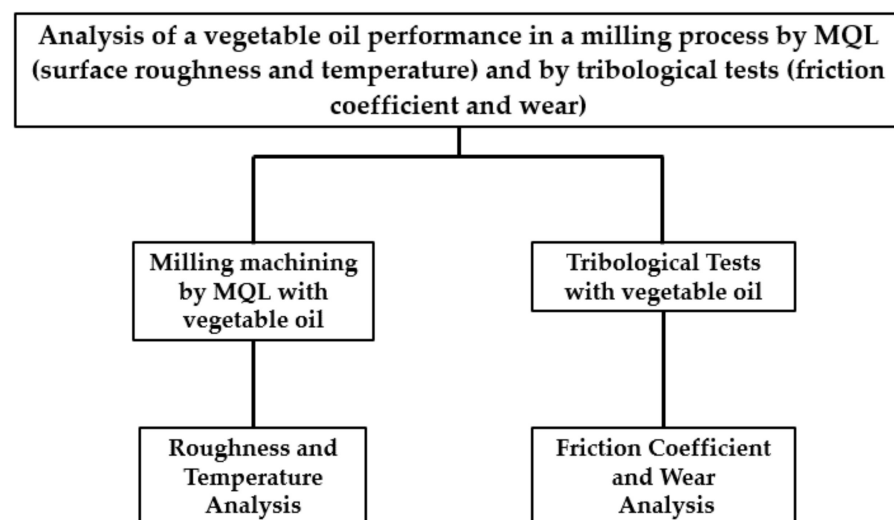 Analysis of a vegetable oil performance in a milling process by MQL
(surface roughness and temperature) and by tribological tests (friction
coefficient and wear)
Milling machining
by MQL with
vegetable oil
Tribological Tests
with vegetable oil
Roughness and
Temperature
Analysis
Friction Coefficient
and Wear
Analysis